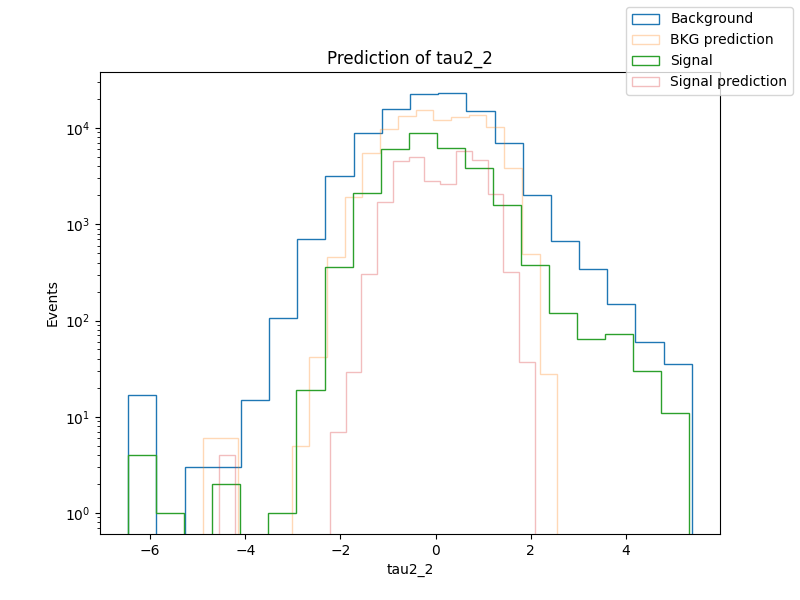 Prediction of tau2_2
Background
BKG prediction
Signal
Signal prediction
Events
10⁴
10³
10²
10¹
10⁰
−6
−4
−2
0
2
4
tau2_2